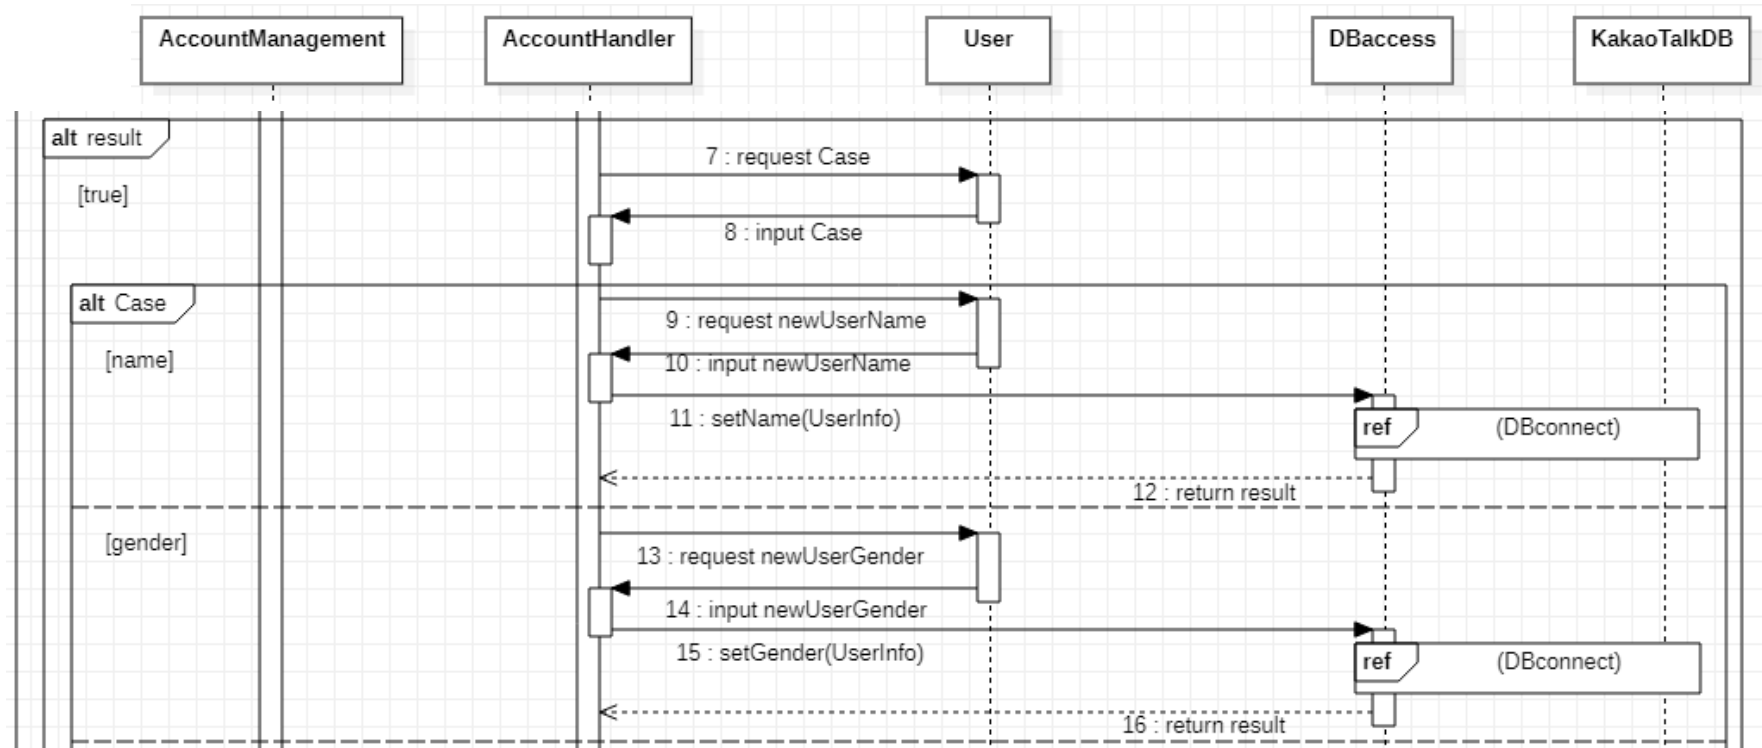 AccountManagement
AccountHandler
User
DBaccess
KakaoTalkDB
alt result
[true]
7 : request Case
8 : input Case
alt Case
[name]
9 : request newUserName
10 : input newUserName
11 : setName(UserInfo)
ref (DBconnect)
12 : return result
[gender]
13 : request newUserGender
14 : input newUserGender
15 : setGender(UserInfo)
ref (DBconnect)
16 : return result